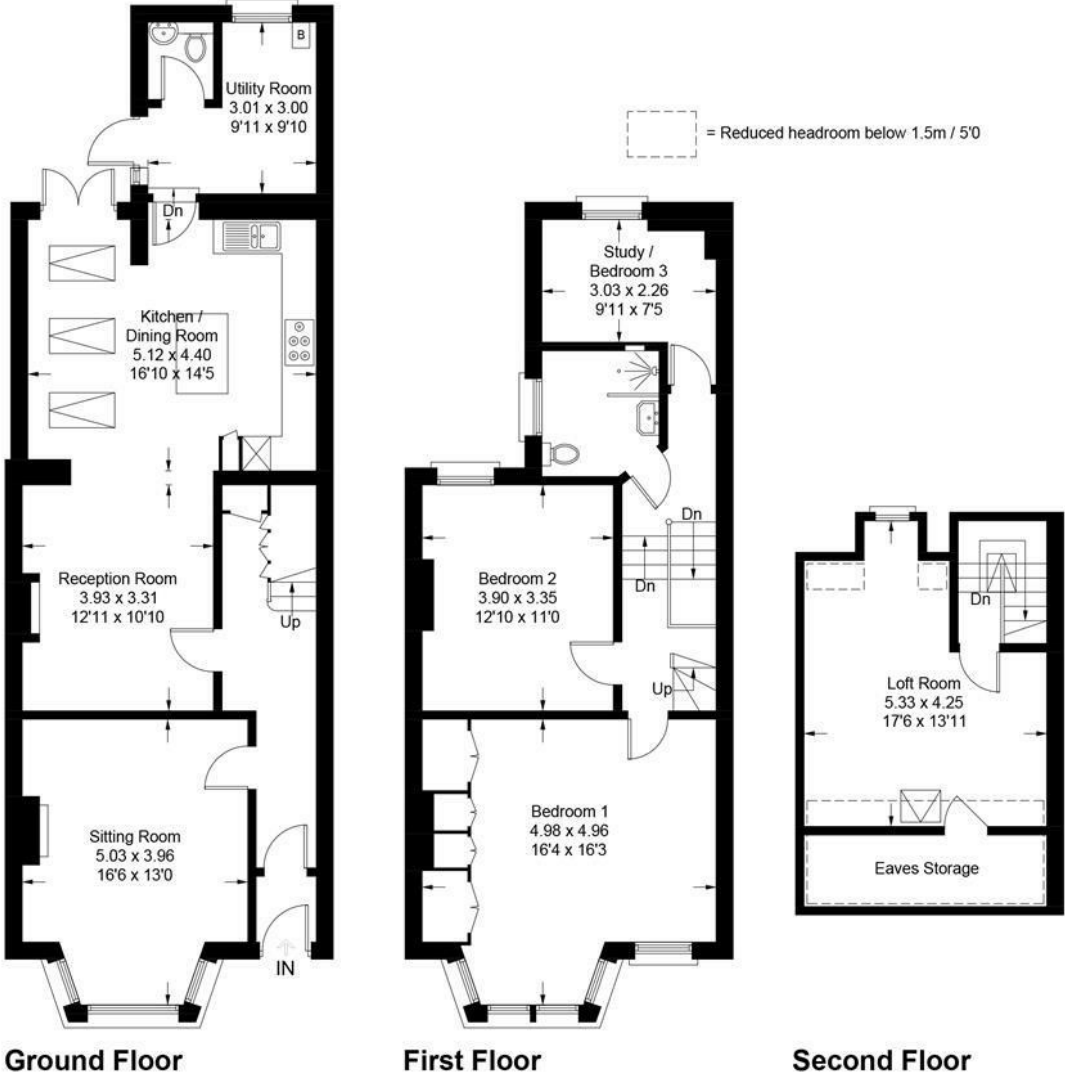 B
Utility Room
3.01 x 3.00
9'11 x 9'10
= Reduced headroom below 1.5m / 5'0
Dn
Kitchen /
Dining Room
5.12 x 4.40
16'10 x 14'5
Reception Room
3.93 x 3.31
12'11 x 10'10
Up
Sitting Room
5.03 x 3.96
16'6 x 13'0
IN
Ground Floor
Study /
Bedroom 3
3.03 x 2.26
9'11 x 7'5
Dn
Dn
Bedroom 2
3.90 x 3.35
12'10 x 11'0
Up
Bedroom 1
4.98 x 4.96
16'4 x 16'3
First Floor
Dn
Loft Room
5.33 x 4.25
17'6 x 13'11
Eaves Storage
Second Floor